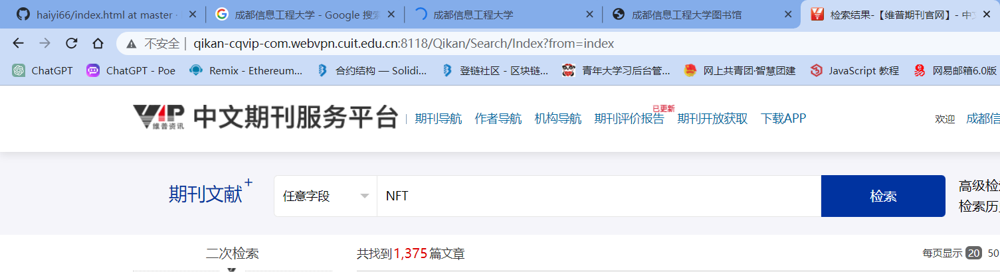 haiyi66/index.html at master ·
成都信息工程大学 - Google 搜索
成都信息工程大学
成都信息工程大学图书馆
检索结果-【维普期刊官网】- 中文
不安全 | qikan-cqvip-com.webvpn.cuit.edu.cn:8118/Qikan/Search/Index?from=index
ChatGPT
ChatGPT - Poe
Remix - Ethereum...
合约结构 — Solidi...
登链社区 - 区块链...
青年大学习后台管...
网上共青团·智慧团建
JavaScript 教程
网易邮箱6.0版
VIP
维普资讯
中文期刊服务平台
期刊导航
作者导航
机构导航
期刊评价报告
已更新
期刊开放获取
下载APP
欢迎
成都信
期刊文献+
任意字段
NFT
检索
高级检
检索历
二次检索
共找到1,375篇文章
每页显示 20 50